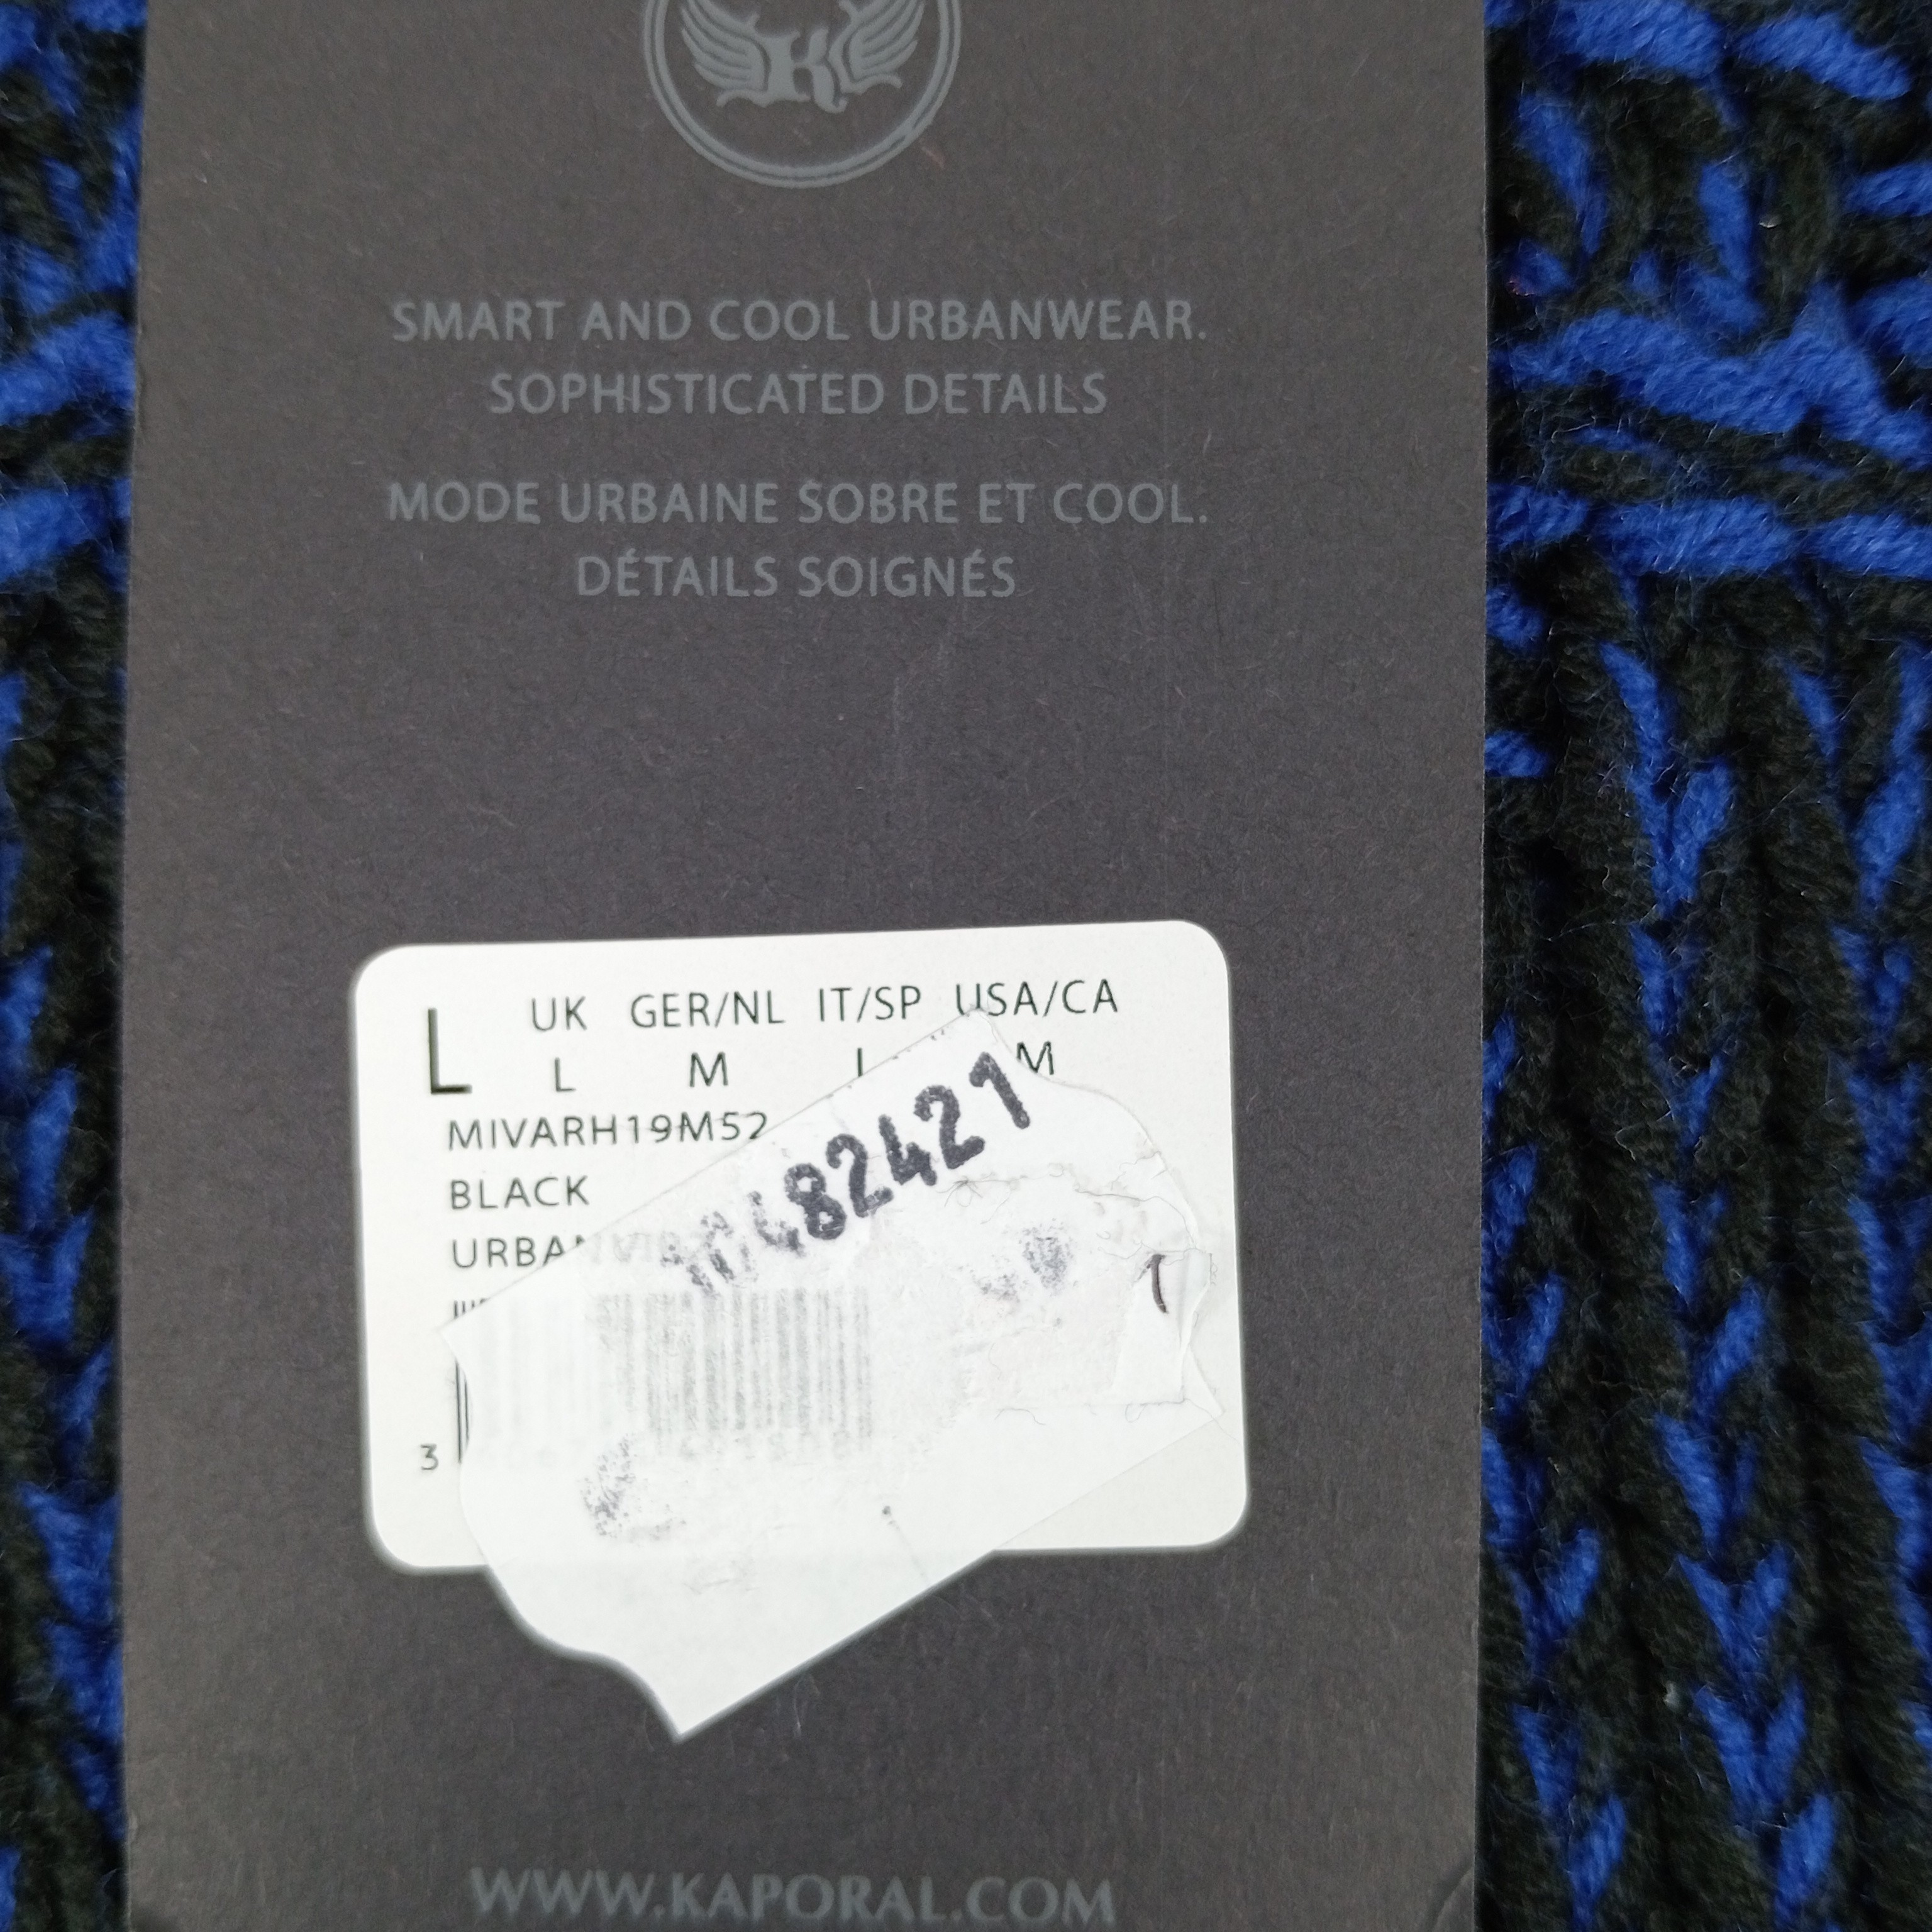 K
SMART AND COOL URBANWEAR.
SOPHISTICATED DETAILS
MODE URBAINE SOBRE ET COOL.
DÉTAILS SOIGNÉS
L UK GER/NL IT/SP USA/CA
L M L M
MIVARH19M52
BLACK
3
WWW.KAPORAL.COM